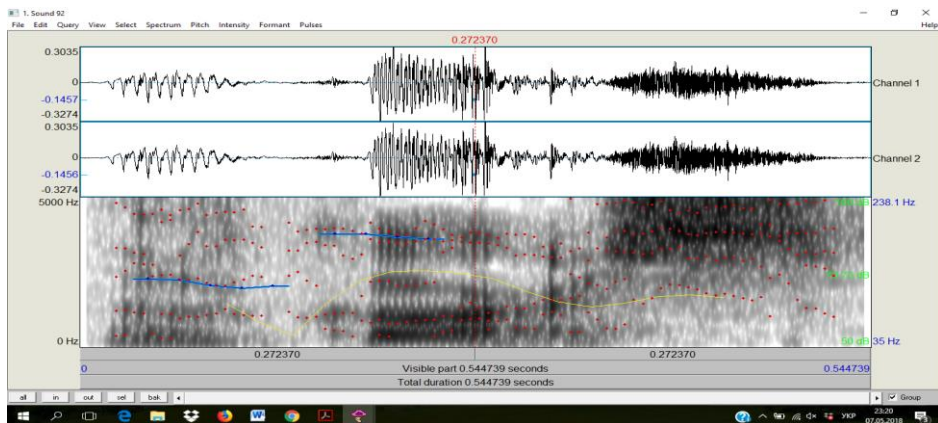 1. Sound 92
File Edit Query View Select Spectrum Pitch Intensity Formant Pulses Help
0.272370
0.3035
0
-0.1457
-0.3274
Channel 1
0.3035
0
-0.1456
-0.3274
Channel 2
5000 Hz
238.1 Hz
0 Hz
50 dB
35 Hz
0.272370 0.272370
0 Visible part 0.544739 seconds 0.544739
Total duration 0.544739 seconds
all in out sel bak Group
УКР
23:20
07.05.2018